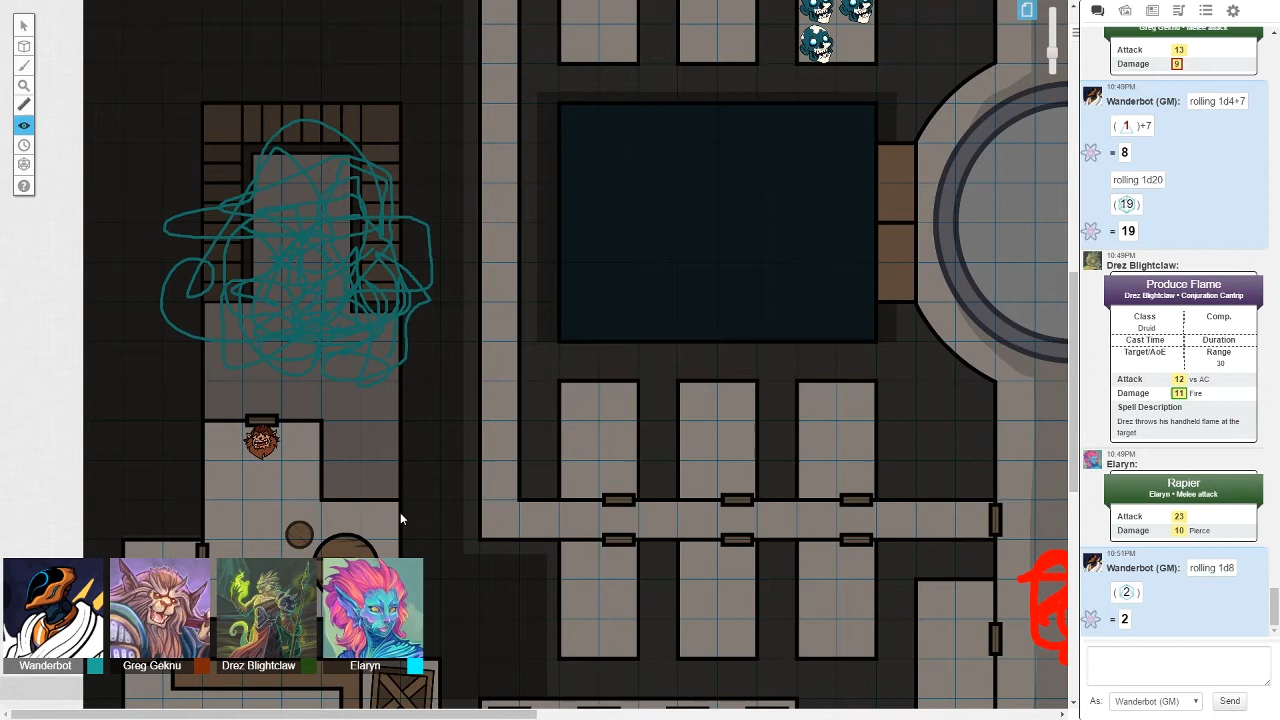 Greg Geknu • Melee attack
Attack 13
Damage 9
10:49PM
Wanderbot (GM): rolling 1d4+7
( 1 )+7
= 8
rolling 1d20
( 19 )
= 19
10:49PM
Drez Blightclaw:
Produce Flame
Drez Blightclaw • Conjuration Cantrip
Class Comp.
Druid
Cast Time Duration
Target/AoE Range
30
Attack 12 vs AC
Damage 11 Fire
Spell Description
Drez throws his handheld flame at the
target
10:49PM
Elaryn:
Rapier
Elaryn • Melee attack
Attack 23
Damage 10 Pierce
10:51PM
Wanderbot (GM): rolling 1d8
( 2 )
= 2
Wanderbot Greg Geknu Drez Blightclaw Elaryn
As: Wanderbot (GM) Send